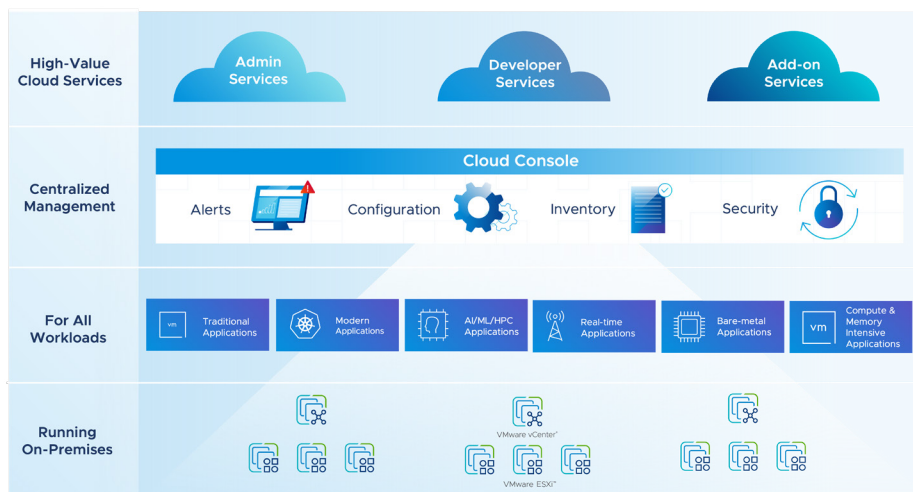 High-Value
Cloud Services
Admin
Services
Developer
Services
Add-on
Services
Centralized
Management
Cloud Console
Alerts
Configuration
Inventory
Security
For All
Workloads
vm
Traditional
Applications
Modern
Applications
AI/ML/HPC
Applications
Real-time
Applications
Bare-metal
Applications
vm
Compute &
Memory
Intensive
Applications
Running
On-Premises
VMware vCenter®
VMware ESXi™